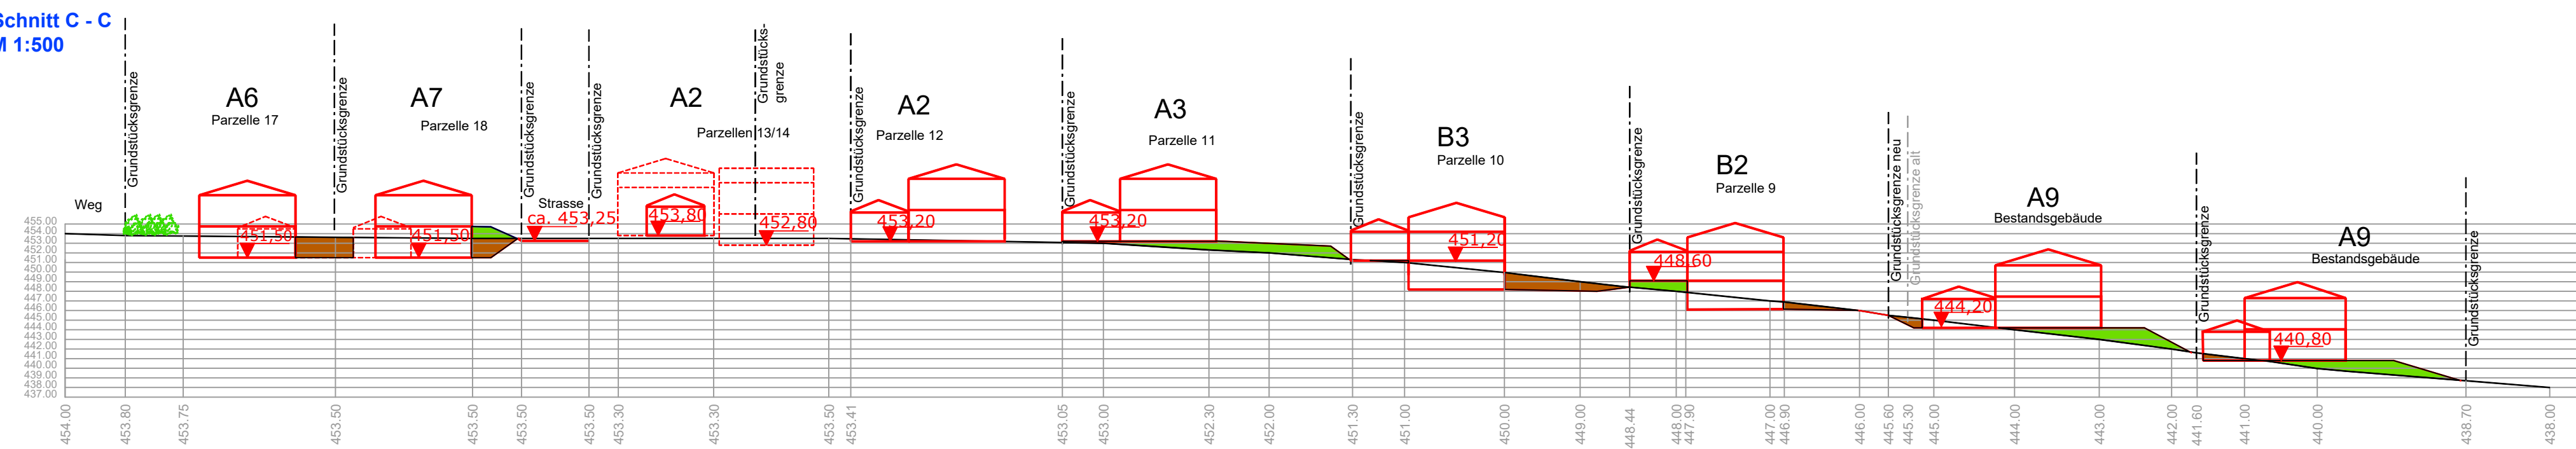 Schnitt C - C
M 1:500
Weg
Grundstücksgrenze
A6
Parzelle 17
Grundstücksgrenze
A7
Parzelle 18
Grundstücksgrenze
Strasse
Grundstücksgrenze
A2
Parzellen 13/14
Grundstücks-
grenze
Grundstücksgrenze
A2
Parzelle 12
Grundstücksgrenze
A3
Parzelle 11
Grundstücksgrenze
B3
Parzelle 10
Grundstücksgrenze
B2
Parzelle 9
Grundstücksgrenze neu
Grundstücksgrenze alt
A9
Bestandsgebäude
Grundstücksgrenze
A9
Bestandsgebäude
Grundstücksgrenze
451,50
451,50
ca. 453,25
453,80
452,80
453,20
453,20
451,20
448,60
444,20
440,80
455.00
454.00
453.00
452.00
451.00
450.00
449.00
448.00
447.00
446.00
445.00
444.00
443.00
442.00
441.00
440.00
439.00
438.00
437.00
454.00
453.80
453.75
453.50
453.50
453.50
453.50
453.30
453.30
453.50
453.41
453.05
453.00
452.30
452.00
451.30
451.00
450.00
449.00
448.44
448.00
447.90
447.00
446.90
446.00
445.60
445.30
445.00
444.00
443.00
442.00
441.60
441.00
440.00
438.70
438.00